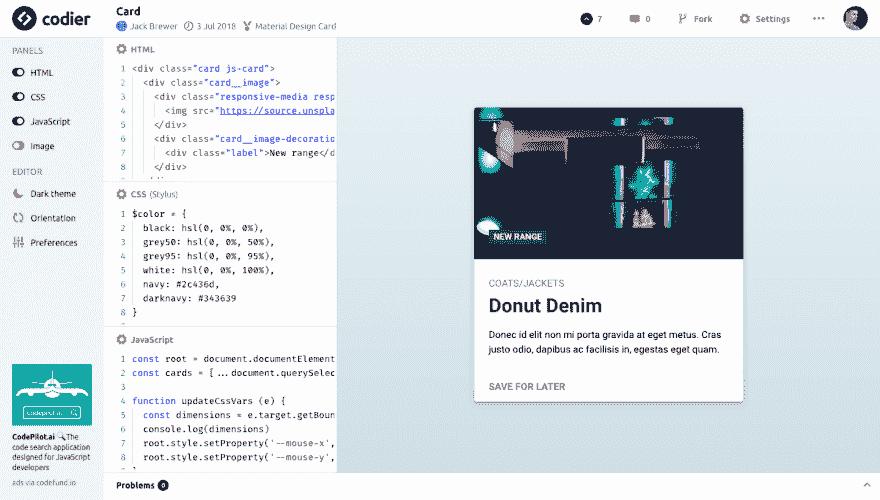 codier
Card
Jack Brewer 3 Jul 2018 Material Design Card
7 0 Fork Settings
PANELS
HTML
CSS
JavaScript
Image
EDITOR
Dark theme
Orientation
Preferences
Codepilot.ai
CodePilot.ai 🔍The
code search application
designed for JavaScript
developers
ads via codefund.io
HTML
1 <div class="card js-card">
2 <div class="card__image">
3 <div class="responsive-media resp
4 <img src="https://source.unspla
5 </div>
6 <div class="card__image-decoratio
7 <div class="label">New range</d
8 </div>
CSS (Stylus)
1 $color = {
2 black: hsl(0, 0%, 0%),
3 grey50: hsl(0, 0%, 50%),
4 grey95: hsl(0, 0%, 95%),
5 white: hsl(0, 0%, 100%),
6 navy: #2c436d,
7 darknavy: #343639
8 }
JavaScript
1 const root = document.documentElement
2 const cards = [...document.querySelec
3
4 function updateCssVars (e) {
5 const dimensions = e.target.getBoun
6 console.log(dimensions)
7 root.style.setProperty('--mouse-x',
8 root.style.setProperty('--mouse-y',
Problems 0
NEW RANGE
COATS/JACKETS
Donut Denim
Donec id elit non mi porta gravida at eget metus. Cras
justo odio, dapibus ac facilisis in, egestas eget quam.
SAVE FOR LATER